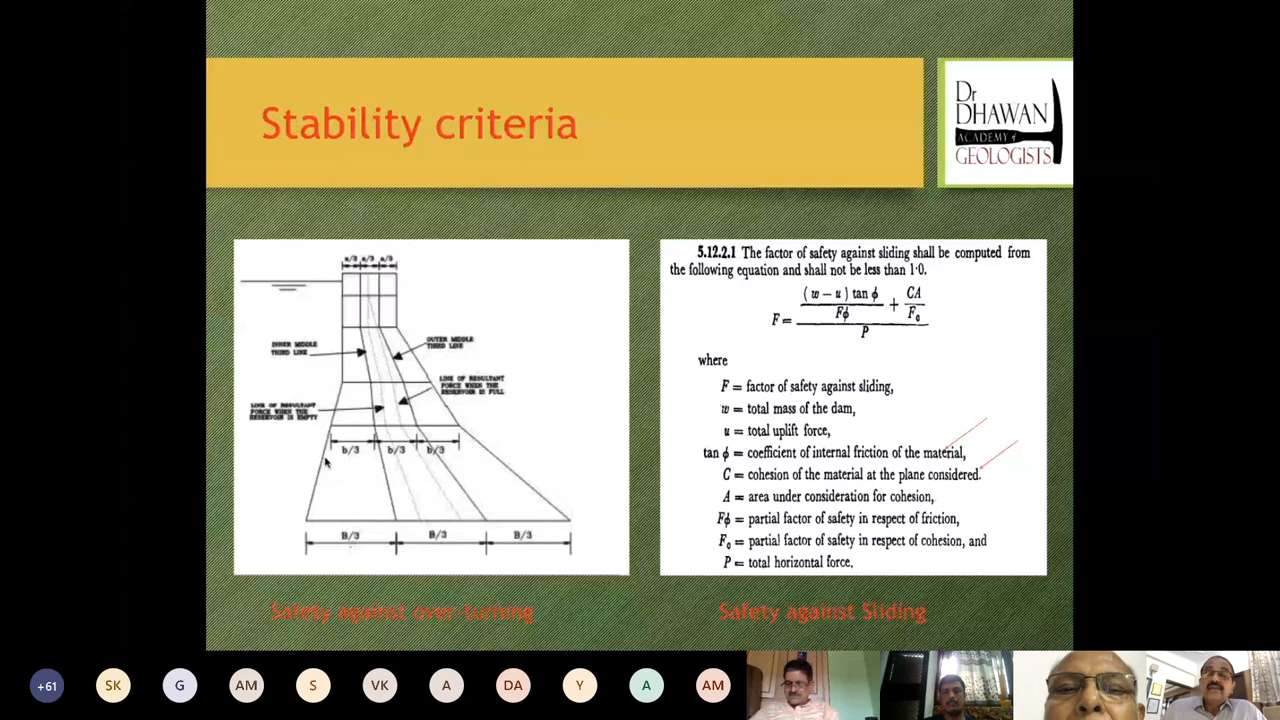 Stability criteria
Dr
DHAWAN
ACADEMY of
GEOLOGISTS
a/3 a/3 a/3
INNER MIDDLE
THIRD LINE
OUTER MIDDLE
THIRD LINE
LINE OF RESULTANT
FORCE WHEN THE
RESERVOIR IS FULL
LINE OF RESULTANT
FORCE WHEN THE
RESERVOIR IS EMPTY
b/3 b/3 b/3
B/3 B/3 B/3
Safety against over-turning
5.12.2.1 The factor of safety against sliding shall be computed from
the following equation and shall not be less than 1·0.
F = ((w − u) tan ϕ / Fϕ + CA / Fc) / P
where
F = factor of safety against sliding,
w = total mass of the dam,
u = total uplift force,
tan ϕ = coefficient of internal friction of the material,
C = cohesion of the material at the plane considered.
A = area under consideration for cohesion,
Fϕ = partial factor of safety in respect of friction,
Fc = partial factor of safety in respect of cohesion, and
P = total horizontal force.
Safety against Sliding
+61 SK G AM S VK A DA Y A AM